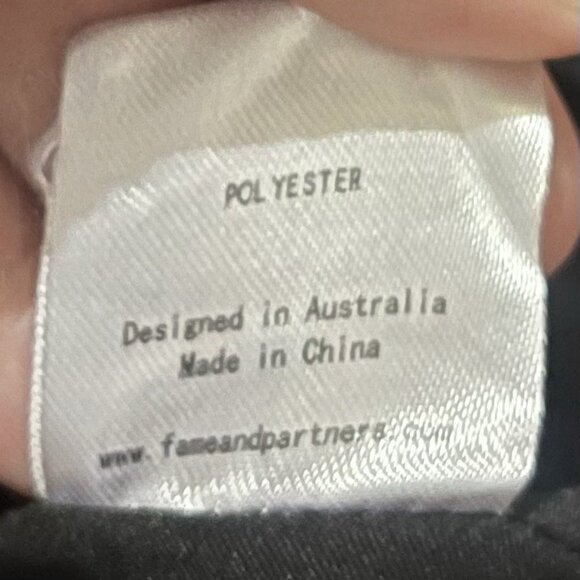 POLYESTER
Designed in Australia
Made in China
www.fameandpartners.com